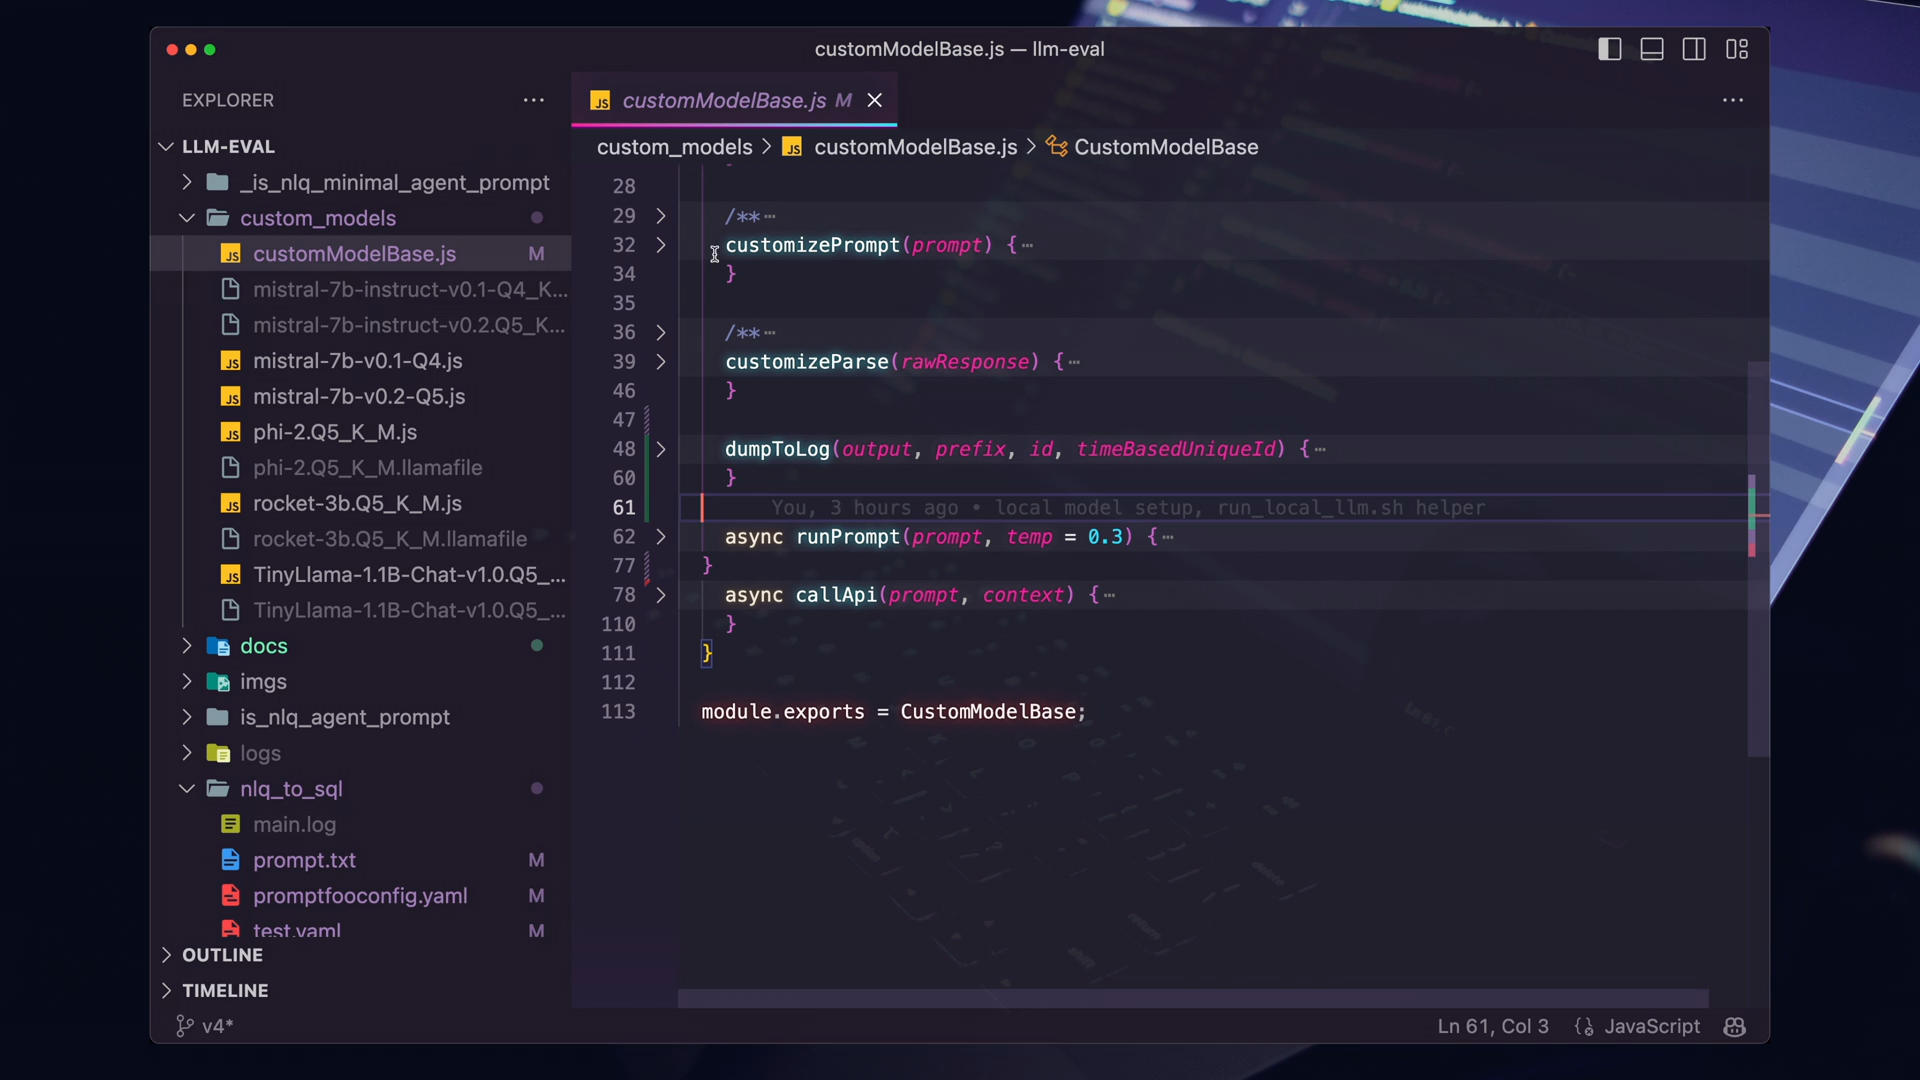 customModelBase.js — llm-eval
EXPLORER
customModelBase.js M
LLM-EVAL
custom_models > customModelBase.js > CustomModelBase
_is_nlq_minimal_agent_prompt
custom_models
customModelBase.js M
mistral-7b-instruct-v0.1-Q4_K...
mistral-7b-instruct-v0.2.Q5_K...
mistral-7b-v0.1-Q4.js
mistral-7b-v0.2-Q5.js
phi-2.Q5_K_M.js
phi-2.Q5_K_M.llamafile
rocket-3b.Q5_K_M.js
rocket-3b.Q5_K_M.llamafile
TinyLlama-1.1B-Chat-v1.0.Q5_...
TinyLlama-1.1B-Chat-v1.0.Q5_...
docs
imgs
is_nlq_agent_prompt
logs
nlq_to_sql
main.log
prompt.txt M
promptfooconfig.yaml M
test.yaml M
OUTLINE
TIMELINE
28
29 /** ⋯
32 customizePrompt(prompt) { ⋯
34 }
35
36 /** ⋯
39 customizeParse(rawResponse) { ⋯
46 }
47
48 dumpToLog(output, prefix, id, timeBasedUniqueId) { ⋯
60 }
61 You, 3 hours ago • local model setup, run_local_llm.sh helper
62 async runPrompt(prompt, temp = 0.3) { ⋯
77 }
78 async callApi(prompt, context) { ⋯
110 }
111 }
112
113 module.exports = CustomModelBase;
v4*
Ln 61, Col 3
JavaScript